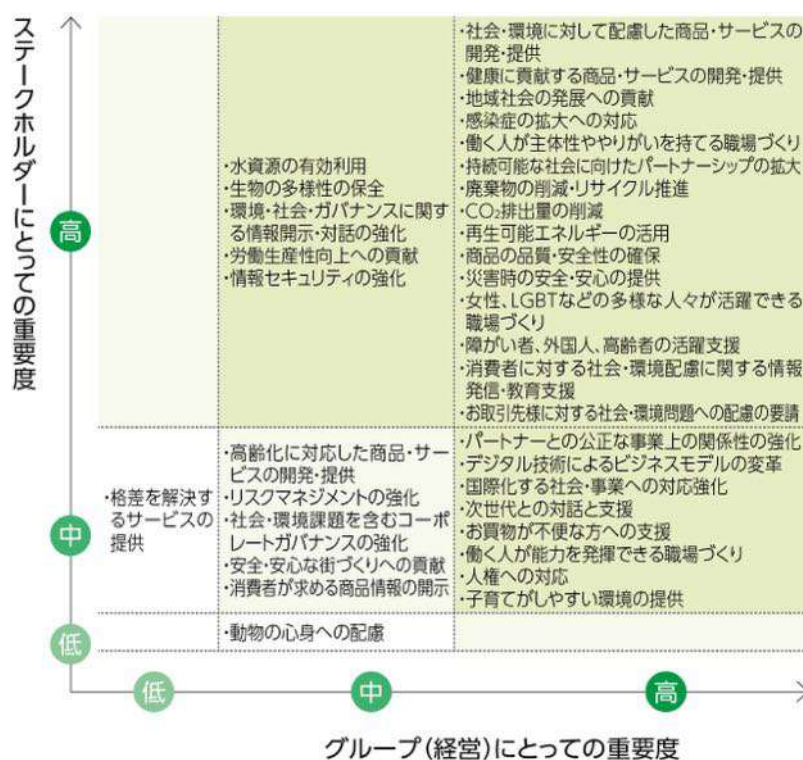 ステークホルダーにとっての重要度
高
・水資源の有効利用
・生物の多様性の保全
・環境・社会・ガバナンスに関す
る情報開示・対話の強化
・労働生産性向上への貢献
・情報セキュリティの強化
・社会・環境に対して配慮した商品・サービスの
開発・提供
・健康に貢献する商品・サービスの開発・提供
・地域社会の発展への貢献
・感染症の拡大への対応
・働く人が主体性ややりがいを持てる職場づくり
・持続可能な社会に向けたパートナーシップの拡大
・廃棄物の削減・リサイクル推進
・CO₂排出量の削減
・再生可能エネルギーの活用
・商品の品質・安全性の確保
・災害時の安全・安心の提供
・女性、LGBTなどの多様な人々が活躍できる
職場づくり
・障がい者、外国人、高齢者の活躍支援
・消費者に対する社会・環境配慮に関する情報
発信・教育支援
・お取引先様に対する社会・環境問題への配慮の要請
中
・格差を解決す
るサービスの
提供
・高齢化に対応した商品・サー
ビスの開発・提供
・リスクマネジメントの強化
・社会・環境課題を含むコーポ
レートガバナンスの強化
・安全・安心な街づくりへの貢献
・消費者が求める商品情報の開示
・パートナーとの公正な事業上の関係性の強化
・デジタル技術によるビジネスモデルの変革
・国際化する社会・事業への対応強化
・次世代との対話と支援
・お買物が不便な方への支援
・働く人が能力を発揮できる職場づくり
・人権への対応
・子育てがしやすい環境の提供
低
・動物の心身への配慮
低
中
高
グループ（経営）にとっての重要度